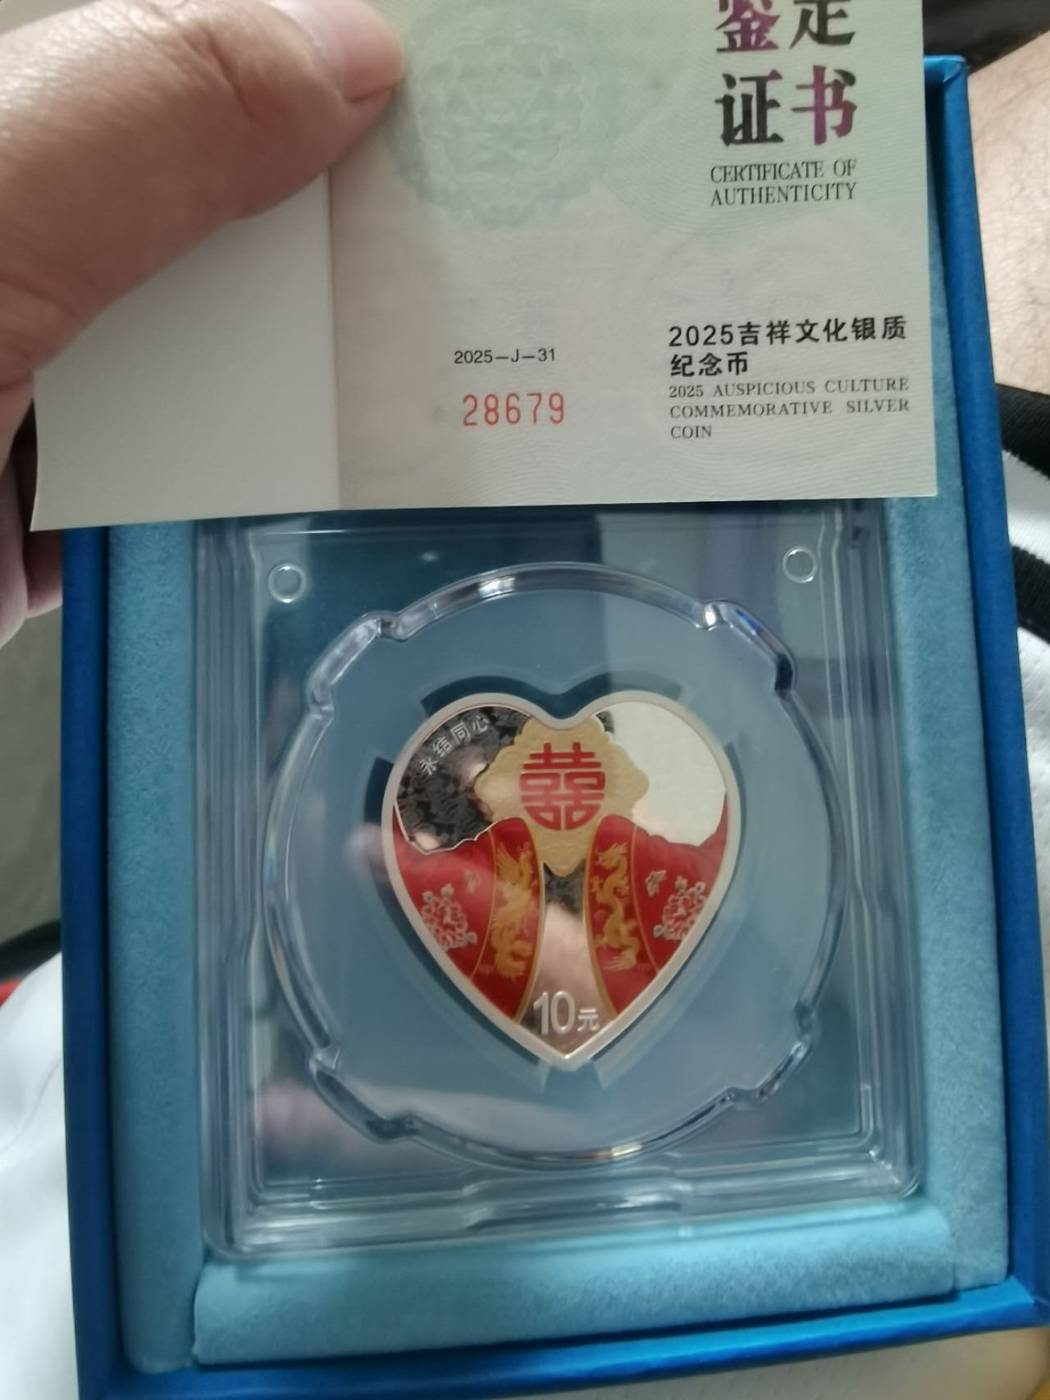 鉴定
证书
CERTIFICATE OF
AUTHENTICITY
2025—J—31
28679
2025吉祥文化银质
纪念币
2025 AUSPICIOUS CULTURE
COMMEMORATIVE SILVER
COIN
永结同心
囍
10元